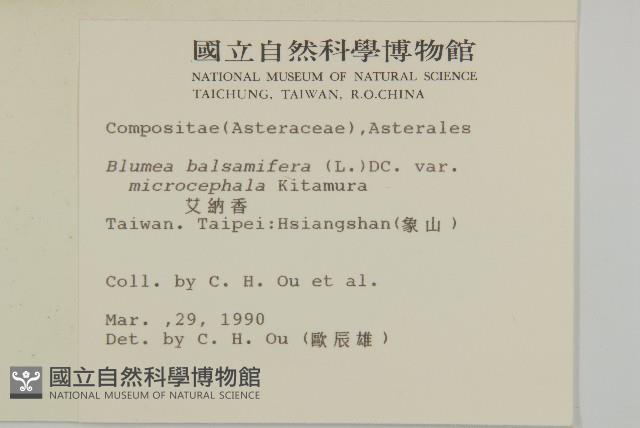 國立自然科學博物館
NATIONAL MUSEUM OF NATURAL SCIENCE
TAICHUNG, TAIWAN, R.O.CHINA
Compositae(Asteraceae),Asterales
Blumea balsamifera (L.)DC. var.
microcephala Kitamura
艾納香
Taiwan. Taipei:Hsiangshan(象山)
Coll. by C. H. Ou et al.
Mar. ,29, 1990
Det. by C. H. Ou (歐辰雄)
國立自然科學博物館
NATIONAL MUSEUM OF NATURAL SCIENCE